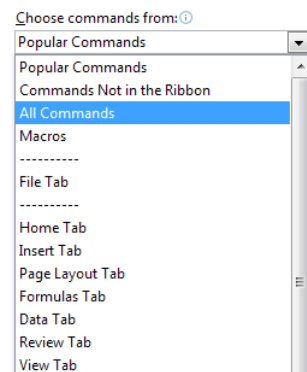 Choose commands from:
Popular Commands
Popular Commands
Commands Not in the Ribbon
All Commands
Macros
----------
File Tab
----------
Home Tab
Insert Tab
Page Layout Tab
Formulas Tab
Data Tab
Review Tab
View Tab